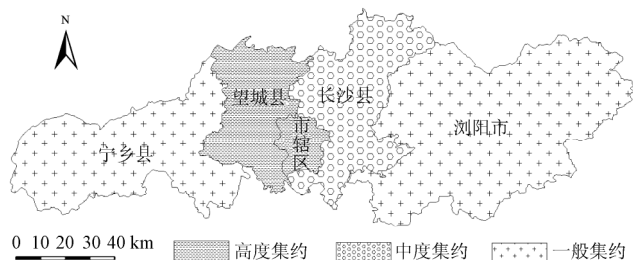 N
望城县
长沙县
市辖区
浏阳市
宁乡县
0 10 20 30 40 km
高度集约
中度集约
一般集约